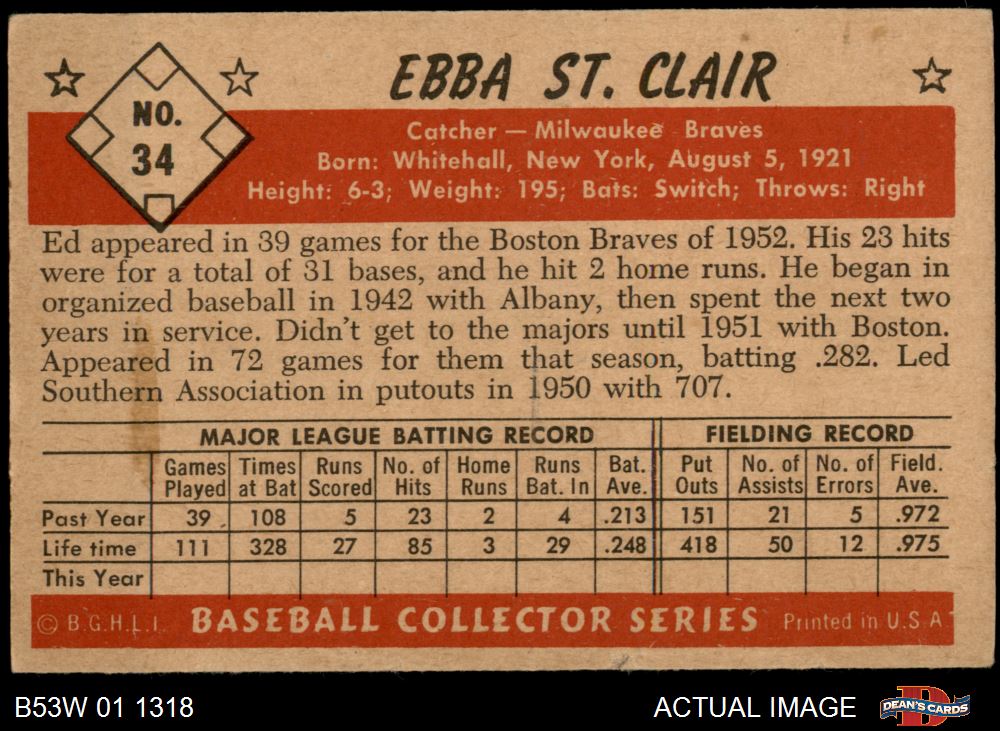 NO.
34
EBBA ST. CLAIR
Catcher — Milwaukee Braves
Born: Whitehall, New York, August 5, 1921
Height: 6-3; Weight: 195; Bats: Switch; Throws: Right
Ed appeared in 39 games for the Boston Braves of 1952. His 23 hits
were for a total of 31 bases, and he hit 2 home runs. He began in
organized baseball in 1942 with Albany, then spent the next two
years in service. Didn't get to the majors until 1951 with Boston.
Appeared in 72 games for them that season, batting .282. Led
Southern Association in putouts in 1950 with 707.
MAJOR LEAGUE BATTING RECORD FIELDING RECORD
Games Times Runs No. of Home Runs Bat. Put No. of No. of Field.
Played at Bat Scored Hits Runs Bat. In Ave. Outs Assists Errors Ave.
Past Year 39 108 5 23 2 4 .213 151 21 5 .972
Life time 111 328 27 85 3 29 .248 418 50 12 .975
This Year
© B.G.H.L.I. BASEBALL COLLECTOR SERIES Printed in U.S.A
B53W 01 1318 ACTUAL IMAGE DEAN'S CARDS